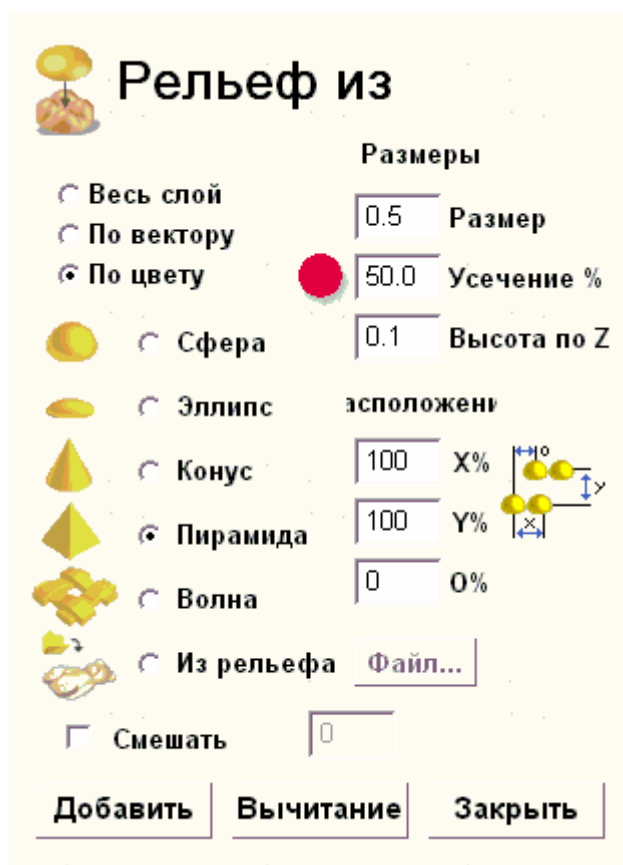 Рельеф из
Размеры
Весь слой
По вектору
По цвету
0.5 Размер
50.0 Усечение %
0.1 Высота по Z
Сфера
Эллипс
Конус
Пирамида
Волна
Из рельефа
асположени
100 X%
100 Y%
0 O%
o
y
x
Файл...
Смешать 0
Добавить Вычитание Закрыть